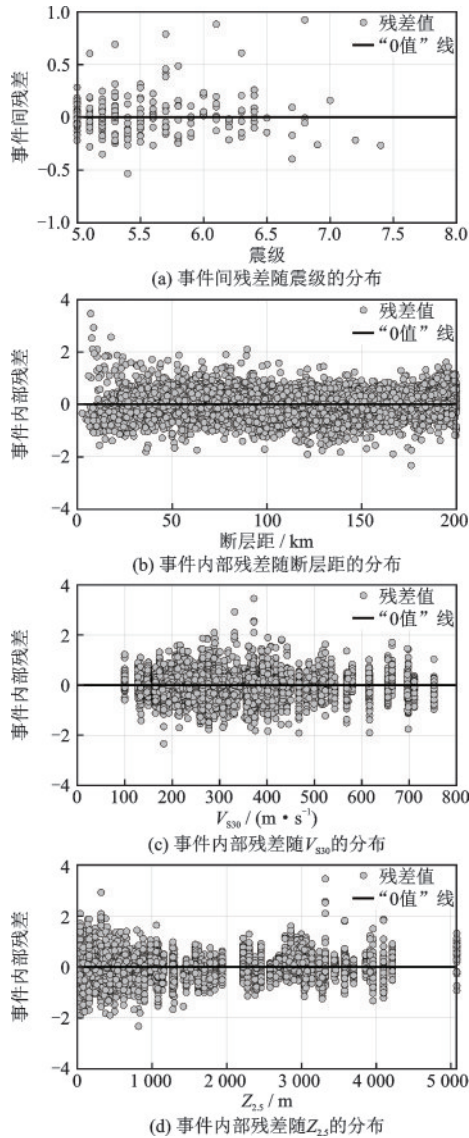 1.0
残差值
“0值”线
0.5
0
-0.5
-1.0
事件间残差
5.0 5.5 6.0 6.5 7.0 7.5 8.0
震级
(a) 事件间残差随震级的分布
4
残差值
“0值”线
2
0
-2
-4
事件内部残差
0 50 100 150 200
断层距 / km
(b) 事件内部残差随断层距的分布
4
残差值
“0值”线
2
0
-2
-4
事件内部残差
0 100 200 300 400 500 600 700 800
VS30 / (m·s⁻¹)
(c) 事件内部残差随VS30的分布
4
残差值
“0值”线
2
0
-2
-4
事件内部残差
0 1 000 2 000 3 000 4 000 5 000
Z2.5 / m
(d) 事件内部残差随Z2.5的分布